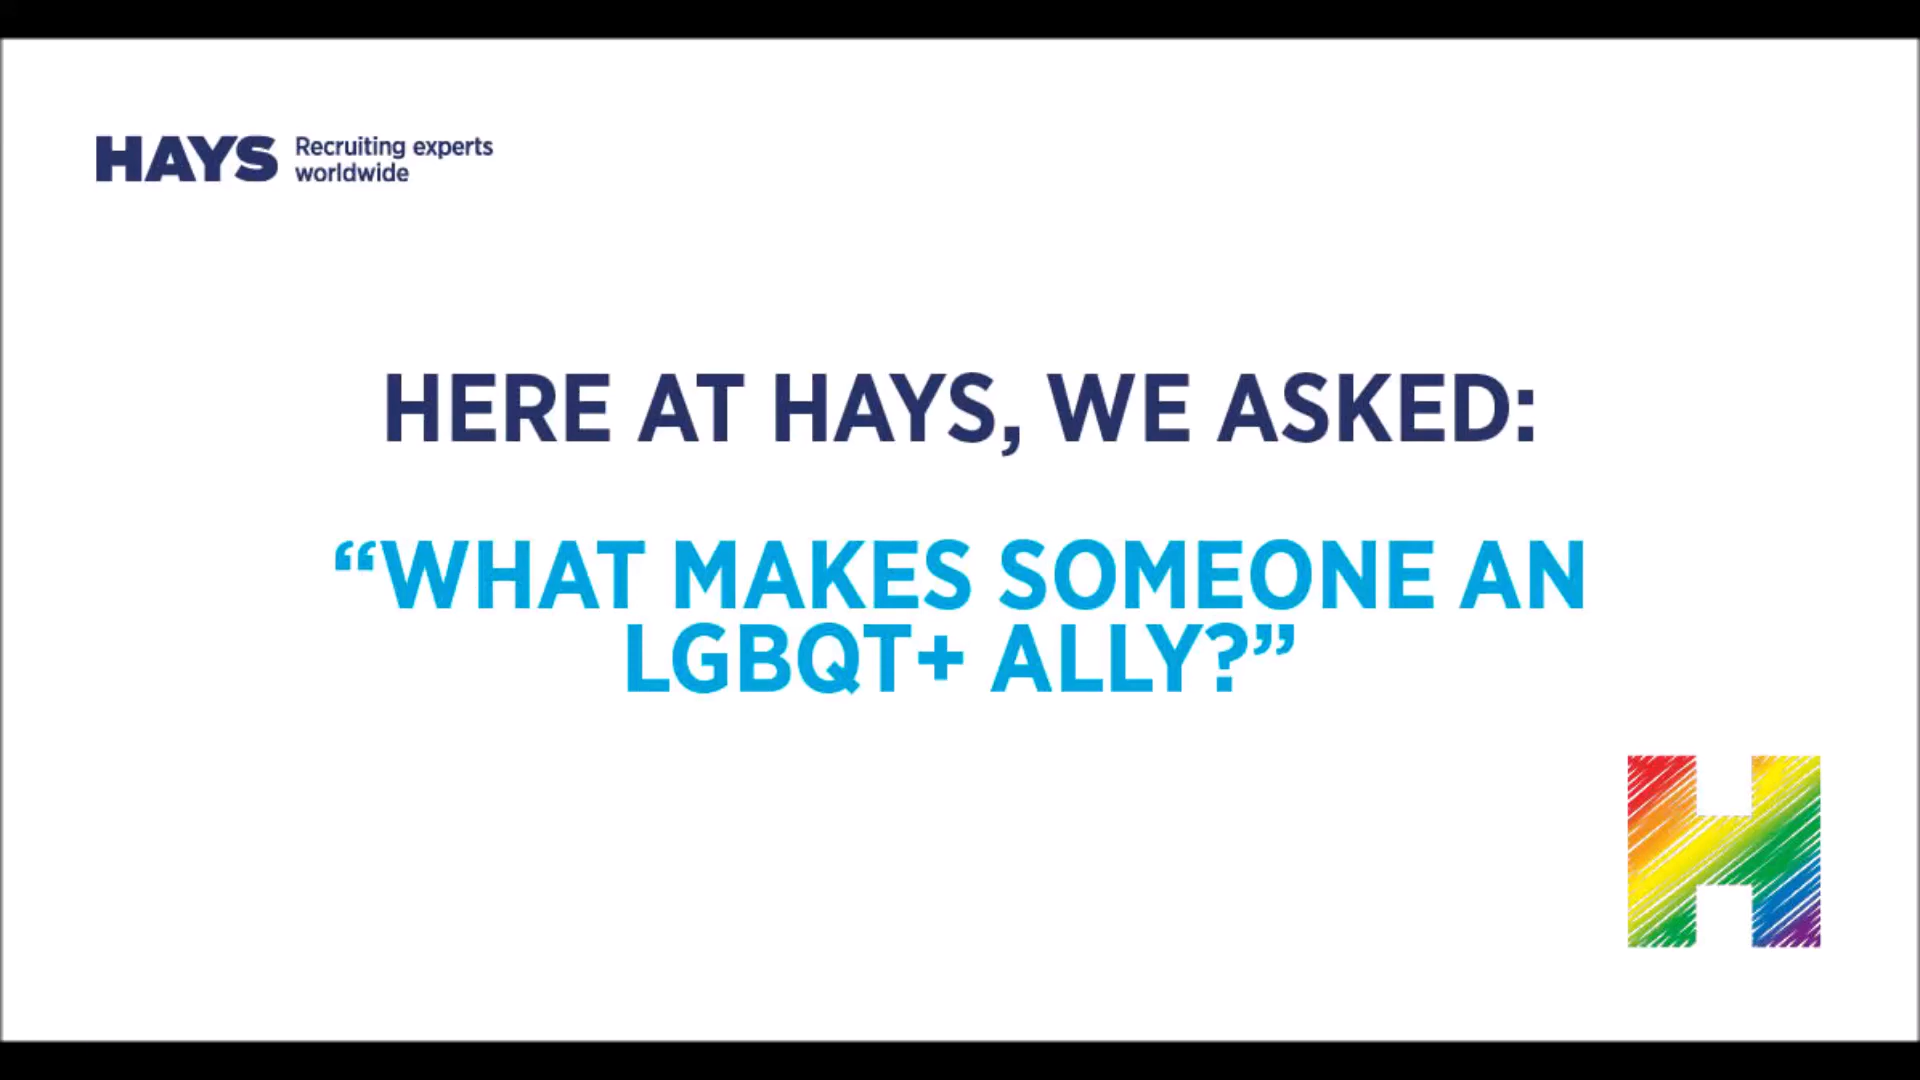 HAYS Recruiting experts
worldwide
HERE AT HAYS, WE ASKED:
“WHAT MAKES SOMEONE AN
LGBQT+ ALLY?”
H